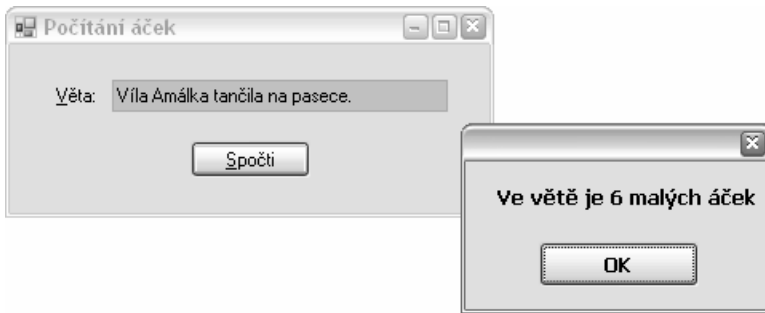 Počítání áček
Věta: Víla Amálka tančila na pasece.
Spočti
Ve větě je 6 malých áček
OK